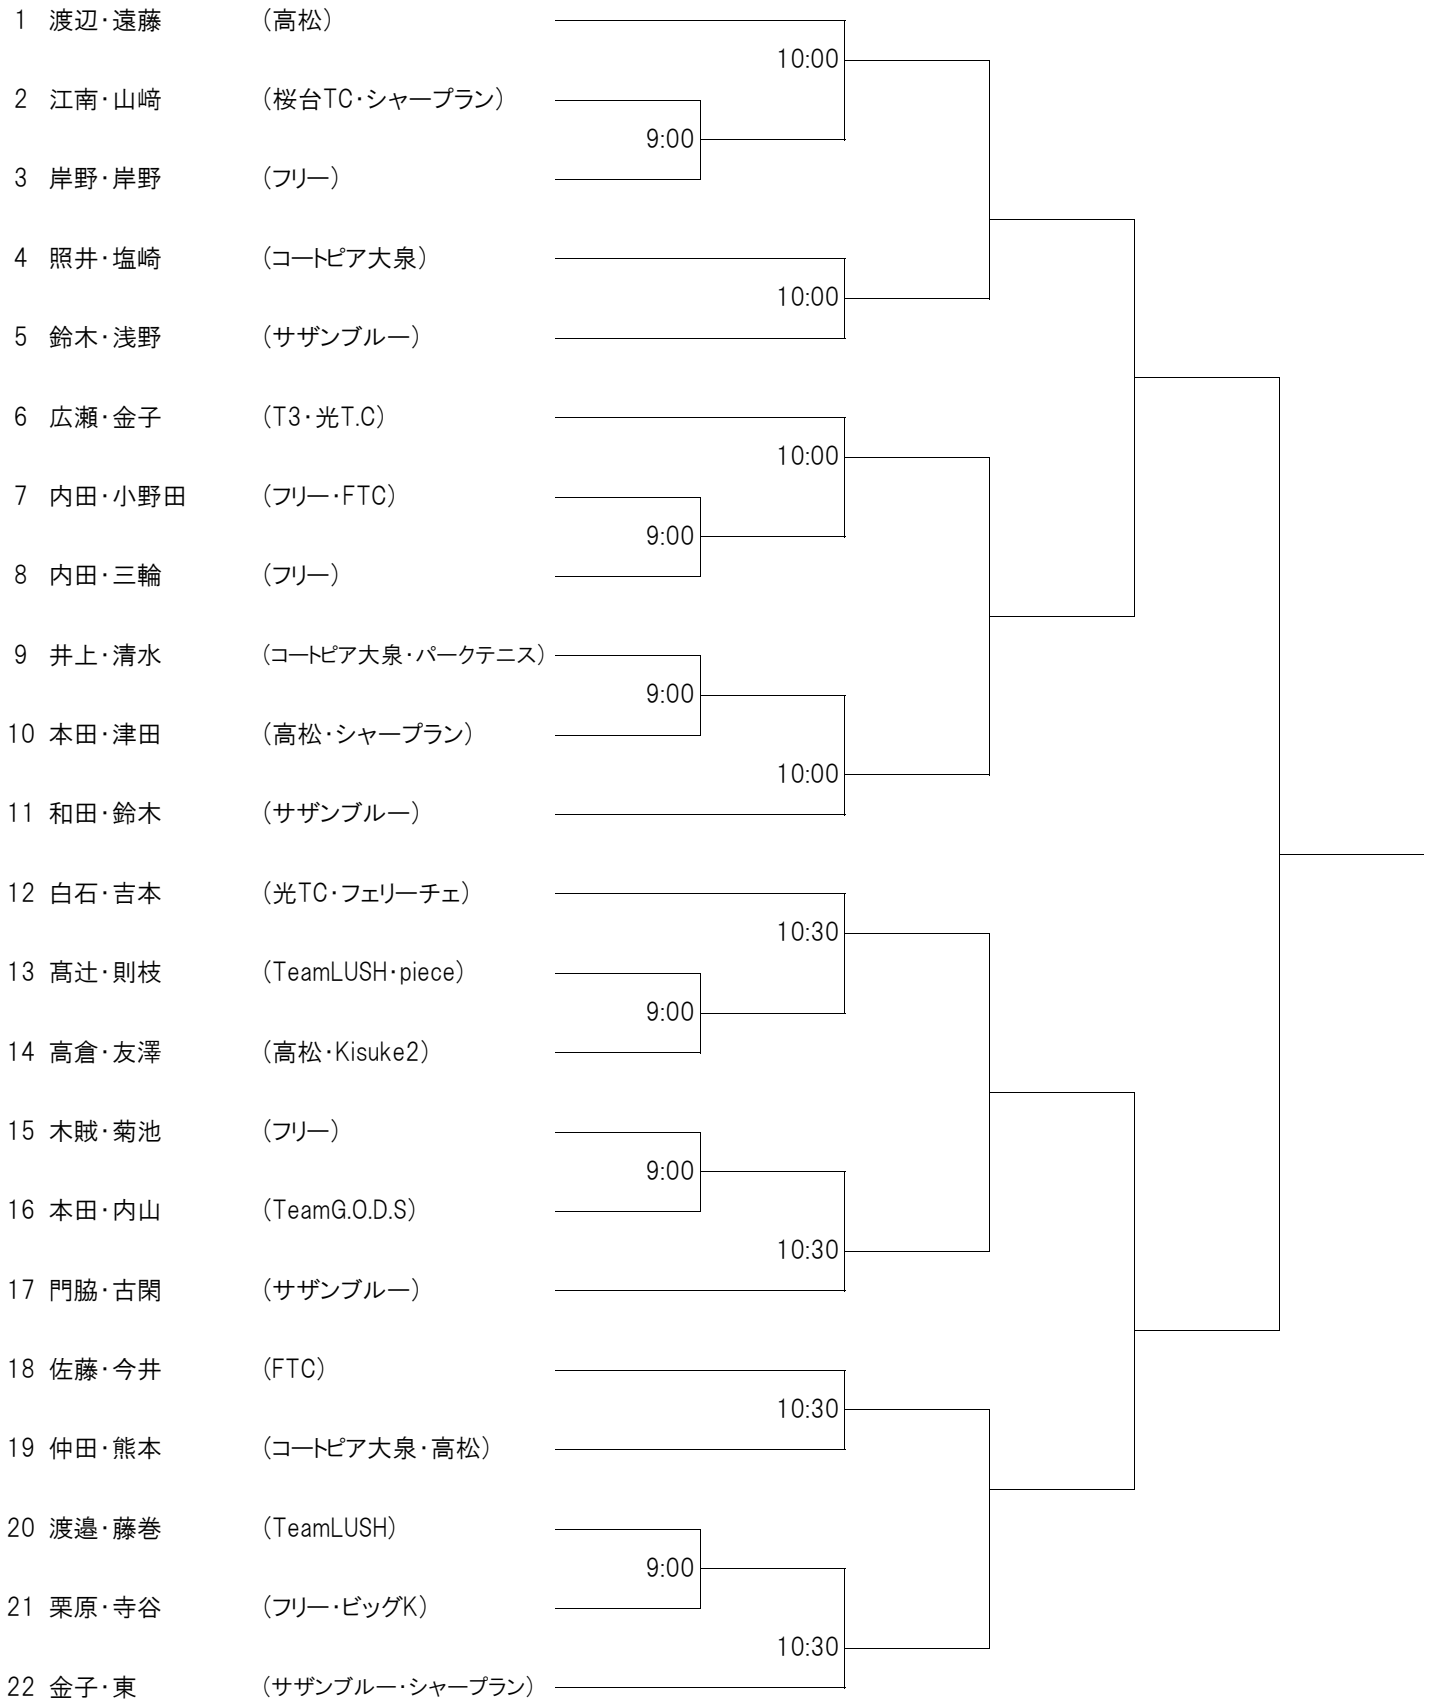 1 渡辺・遠藤 (高松)
10:00
2 江南・山﨑 (桜台TC・シャープラン)
9:00
3 岸野・岸野 (フリー)
4 照井・塩崎 (コートピア大泉)
10:00
5 鈴木・浅野 (サザンブルー)
6 広瀬・金子 (T3・光T.C)
10:00
7 内田・小野田 (フリー・FTC)
9:00
8 内田・三輪 (フリー)
9 井上・清水 (コートピア大泉・パークテニス)
9:00
10 本田・津田 (高松・シャープラン)
10:00
11 和田・鈴木 (サザンブルー)
12 白石・吉本 (光TC・フェリーチェ)
10:30
13 髙辻・則枝 (TeamLUSH・piece)
9:00
14 高倉・友澤 (高松・Kisuke2)
15 木賊・菊池 (フリー)
9:00
16 本田・内山 (TeamG.O.D.S)
10:30
17 門脇・古閑 (サザンブルー)
18 佐藤・今井 (FTC)
10:30
19 仲田・熊本 (コートピア大泉・高松)
20 渡邉・藤巻 (TeamLUSH)
9:00
21 栗原・寺谷 (フリー・ビッグK)
10:30
22 金子・東 (サザンブルー・シャープラン)